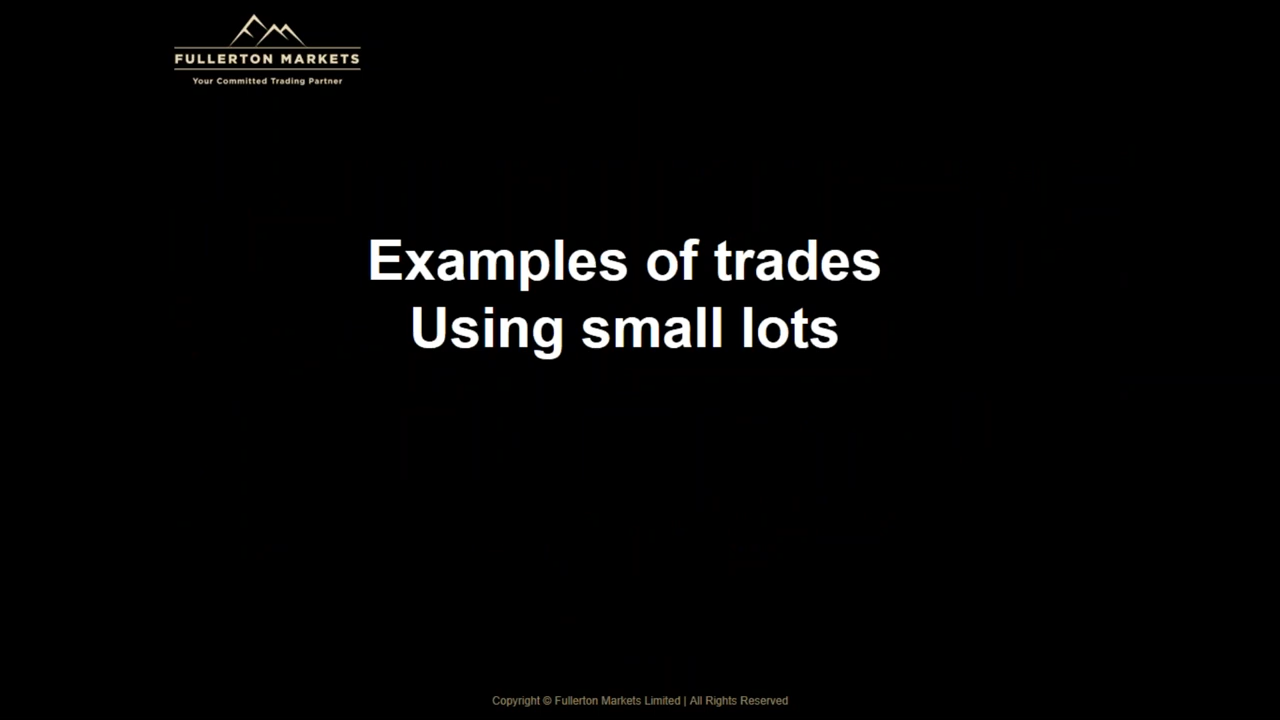 FULLERTON MARKETS
Your Committed Trading Partner
Examples of trades
Using small lots
Copyright © Fullerton Markets Limited | All Rights Reserved